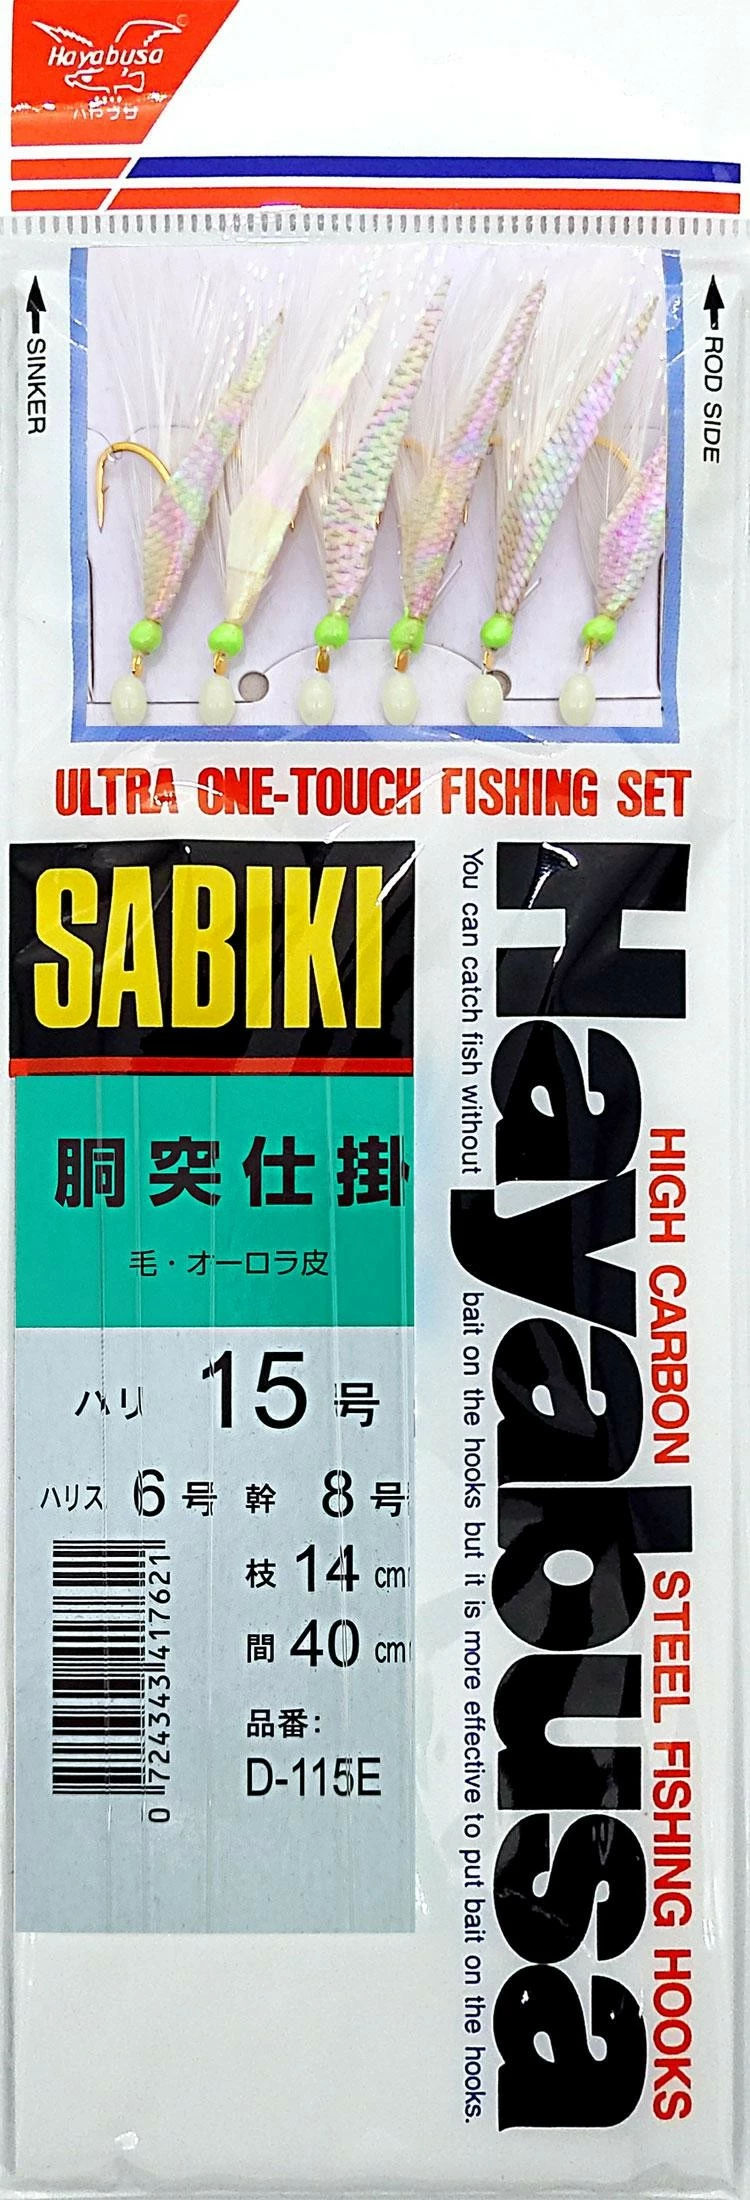 Hayabusa
ハヤブサ
SINKER
ROD SIDE
ULTRA ONE-TOUCH FISHING SET
SABIKI
胴突仕掛
毛・オーロラ皮
ハリ 15 号
ハリス 6 号 幹 8 号
枝 14 cm
間 40 cm
品番:
D-115E
0 724343 417621
You can catch fish without bait on the hooks but it is more effective to put bait on the hooks.
Hayabusa
HIGH CARBON STEEL FISHING HOOKS